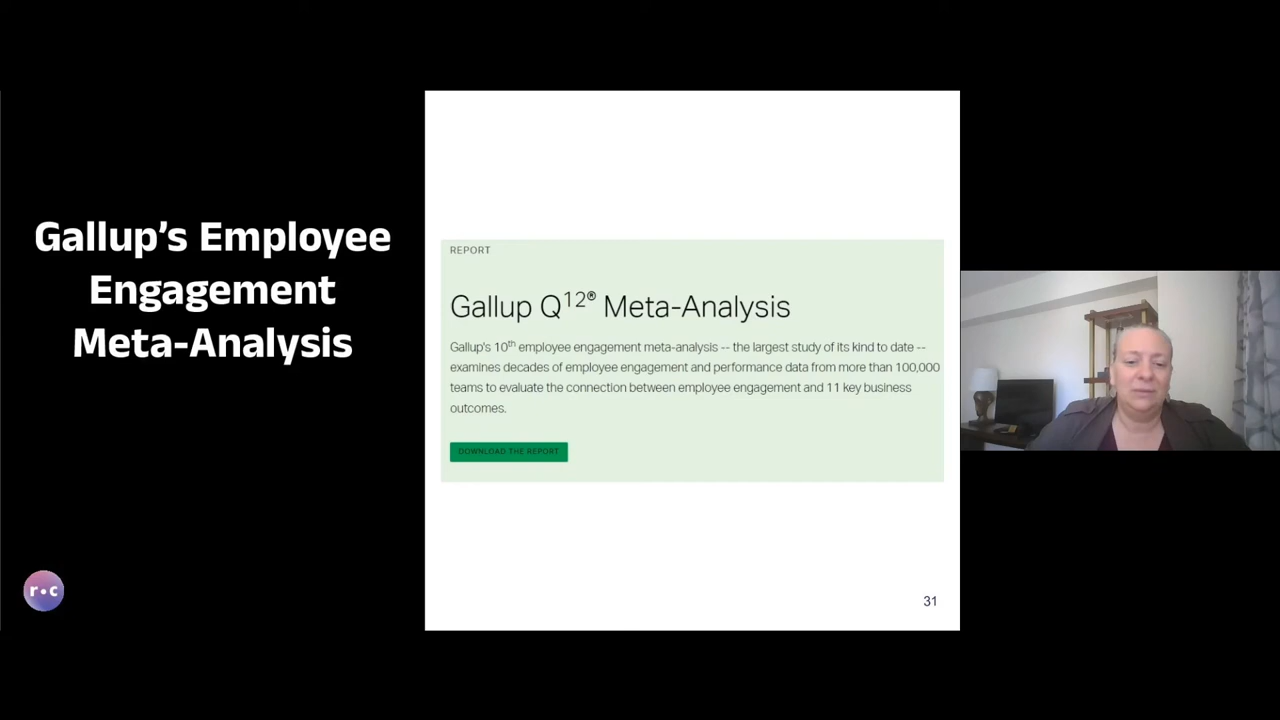 Gallup’s Employee
Engagement
Meta-Analysis
REPORT
Gallup Q12® Meta-Analysis
Gallup's 10th employee engagement meta-analysis -- the largest study of its kind to date --
examines decades of employee engagement and performance data from more than 100,000
teams to evaluate the connection between employee engagement and 11 key business
outcomes.
DOWNLOAD THE REPORT
r•c
31